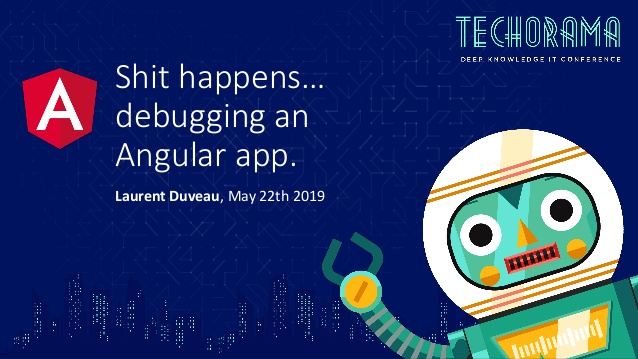 TECHORAMA
DEEP KNOWLEDGE IT CONFERENCE
A
Shit happens...
debugging an
Angular app.
Laurent Duveau, May 22th 2019